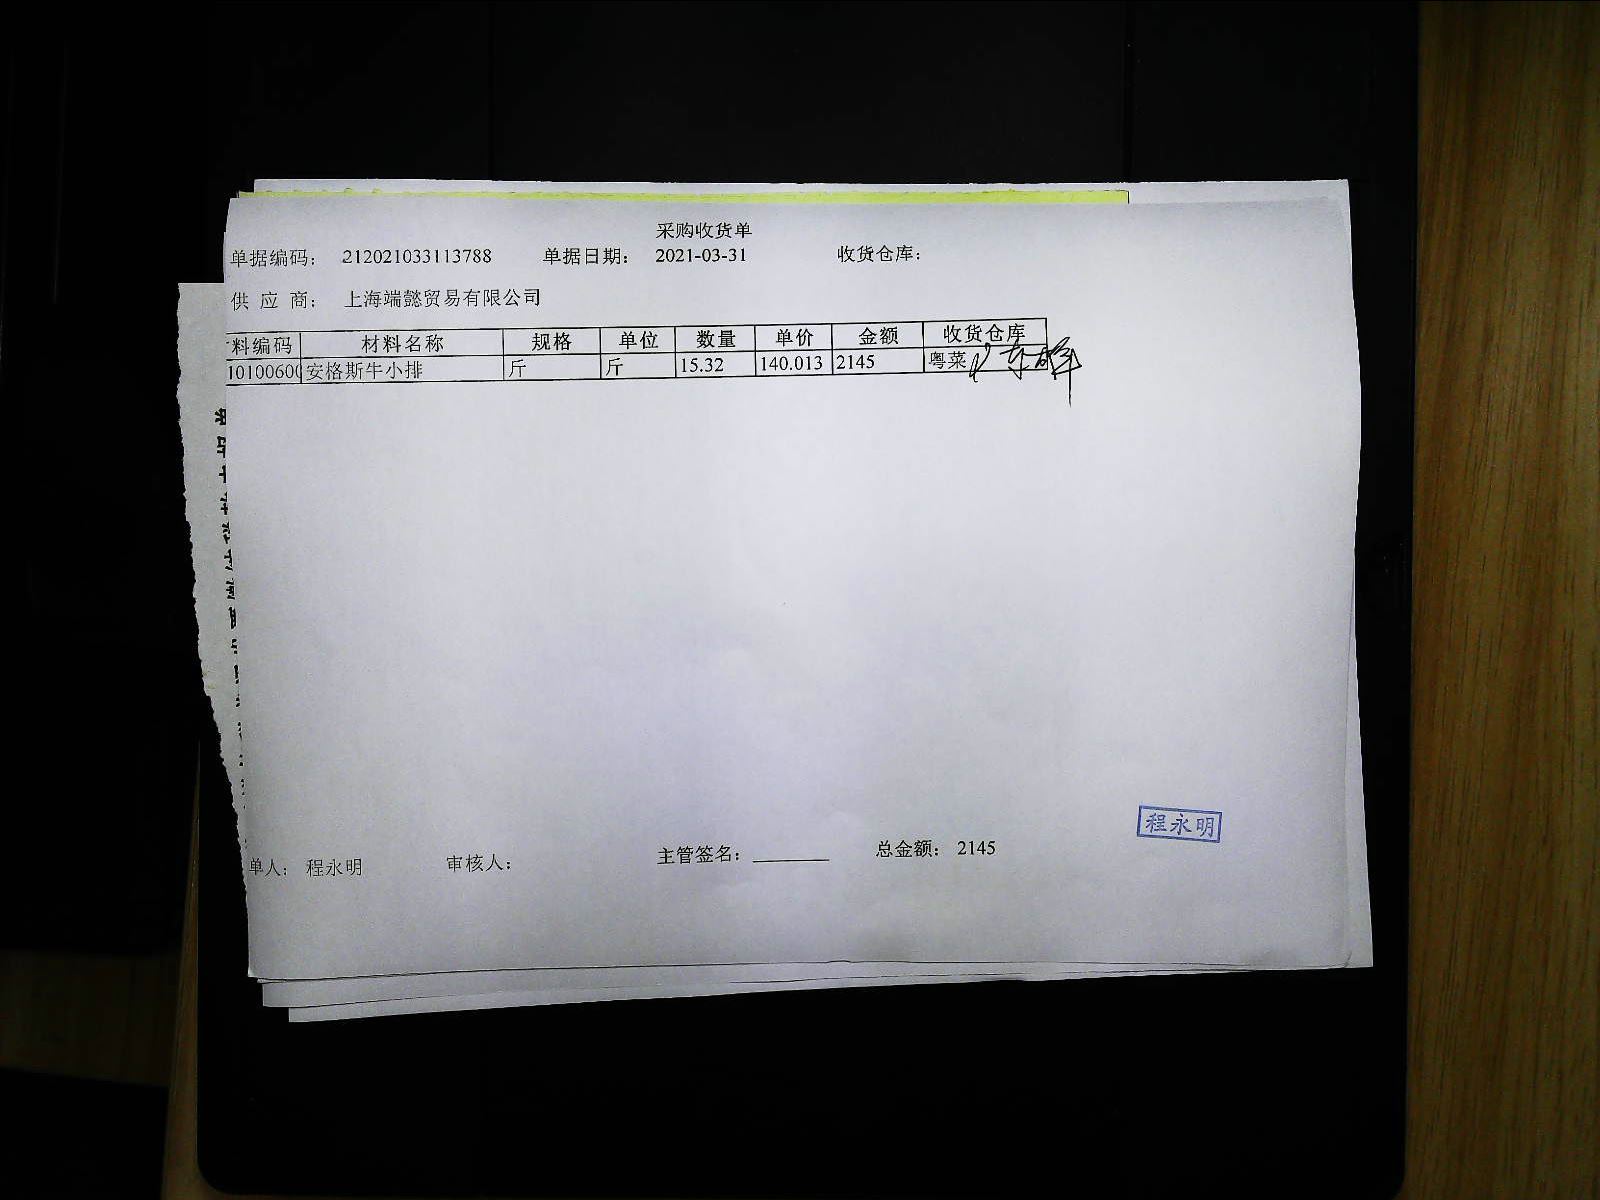 采购收货单
单据编码： 212021033113788 单据日期： 2021-03-31 收货仓库：
供 应 商： 上海端懿贸易有限公司
料编码 材料名称 规格 单位 数量 单价 金额 收货仓库
1010060 安格斯牛小排 斤 斤 15.32 140.013 2145 粤菜
程永明
单人： 程永明 审核人： 主管签名： 总金额： 2145